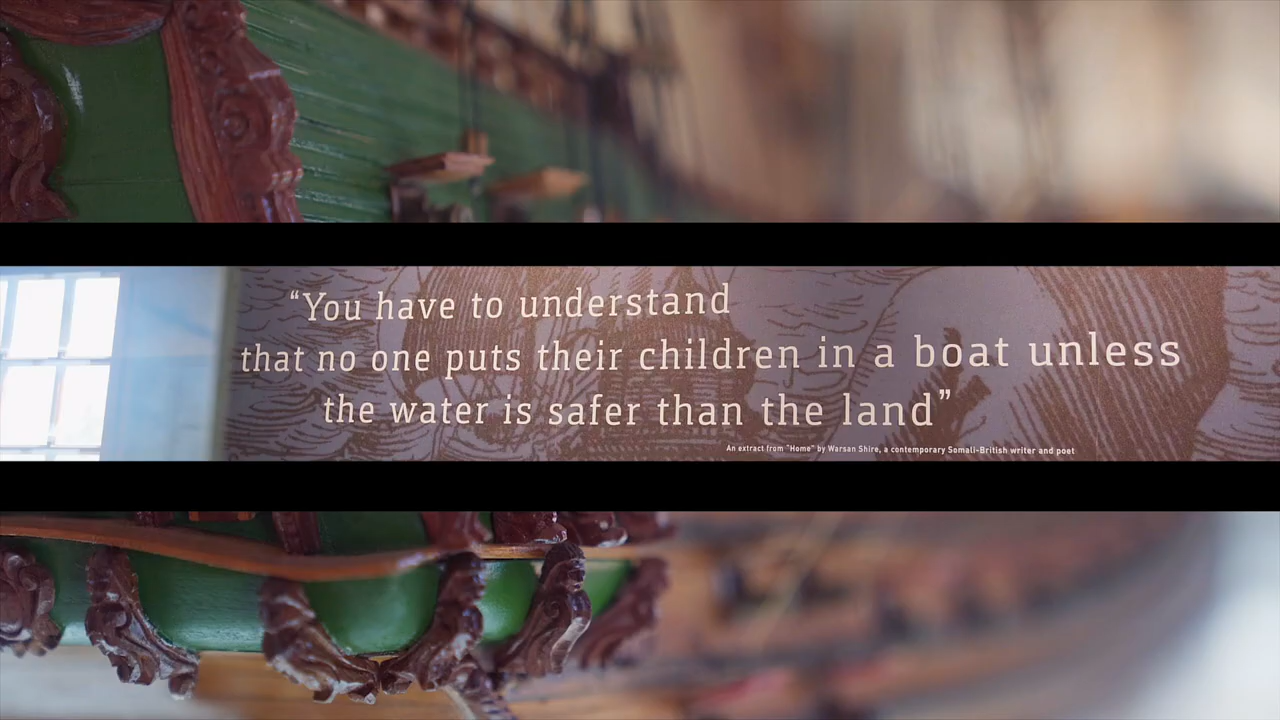 “You have to understand
that no one puts their children in a boat unless
the water is safer than the land”
An extract from "Home" by Warsan Shire, a contemporary Somali-British writer and poet